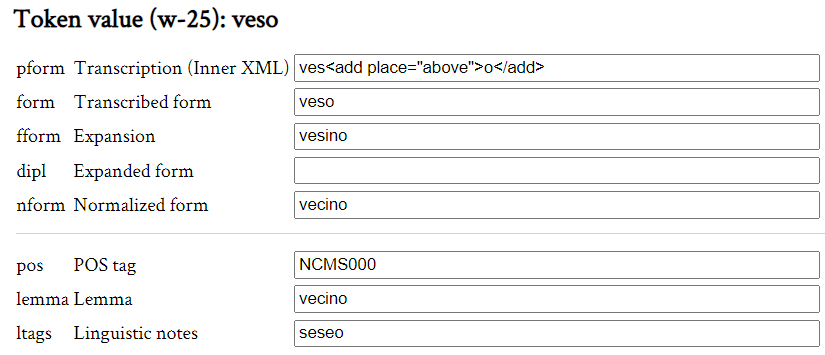 Token value (w-25): veso
pform Transcription (Inner XML) ves<add place="above">o</add>
form Transcribed form veso
fform Expansion vesino
dipl Expanded form
nform Normalized form vecino
pos POS tag NCMS000
lemma Lemma vecino
ltags Linguistic notes seseo